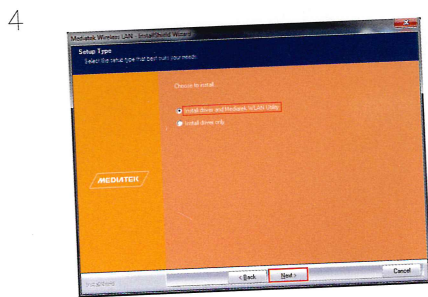 4
Mediatek Wireless LAN - InstallShield Wizard
Setup Type
Select the setup type that best suits your needs.
Choose to install.
Install driver and Mediatek WLAN Utility
Install driver only
MEDIATEK
InstallShield
< Back
Next >
Cancel